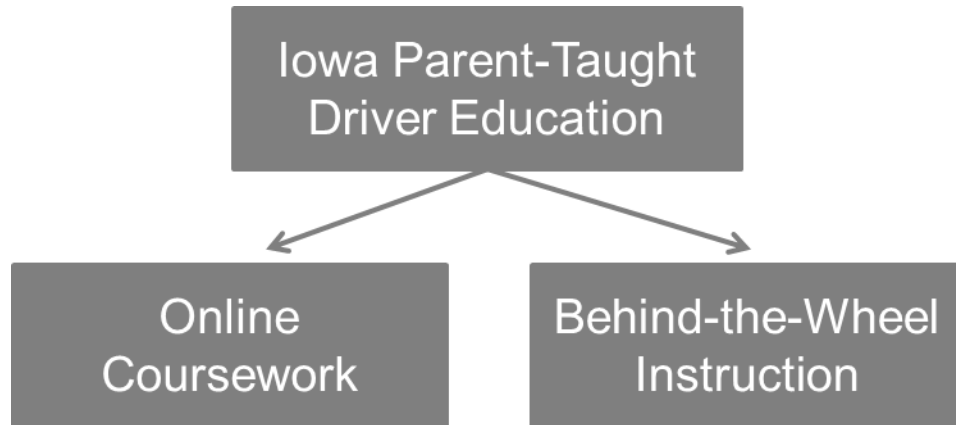 Iowa Parent-Taught
Driver Education
Online
Coursework
Behind-the-Wheel
Instruction